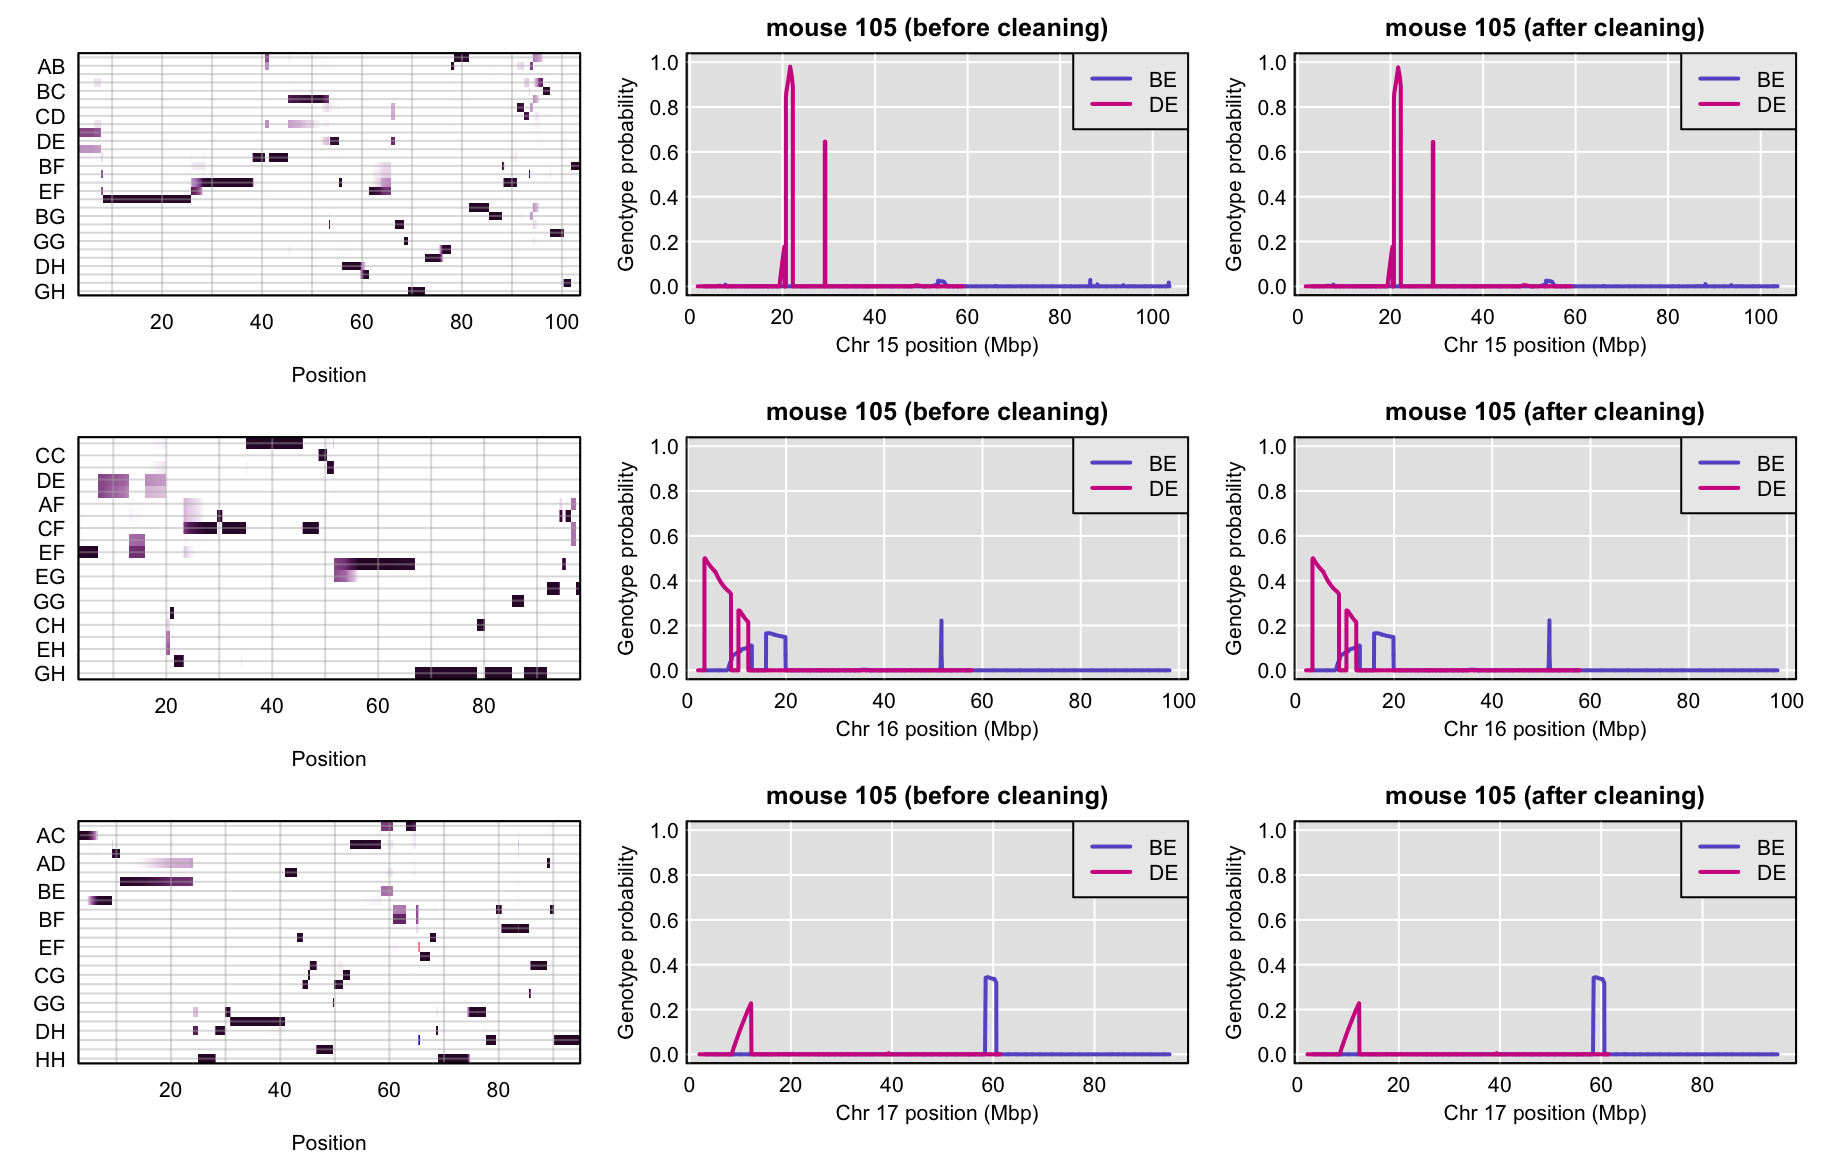 AB
BC
CD
DE
BF
EF
BG
GG
DH
GH
20 40 60 80 100
Position
mouse 105 (before cleaning)
Genotype probability
1.0
0.8
0.6
0.4
0.2
0.0
BE
DE
0 20 40 60 80 100
Chr 15 position (Mbp)
mouse 105 (after cleaning)
Genotype probability
1.0
0.8
0.6
0.4
0.2
0.0
BE
DE
0 20 40 60 80 100
Chr 15 position (Mbp)
CC
DE
AF
CF
EF
EG
GG
CH
EH
GH
20 40 60 80
Position
mouse 105 (before cleaning)
Genotype probability
1.0
0.8
0.6
0.4
0.2
0.0
BE
DE
0 20 40 60 80 100
Chr 16 position (Mbp)
mouse 105 (after cleaning)
Genotype probability
1.0
0.8
0.6
0.4
0.2
0.0
BE
DE
0 20 40 60 80 100
Chr 16 position (Mbp)
AC
AD
BE
BF
EF
CG
GG
DH
HH
20 40 60 80
Position
mouse 105 (before cleaning)
Genotype probability
1.0
0.8
0.6
0.4
0.2
0.0
BE
DE
0 20 40 60 80
Chr 17 position (Mbp)
mouse 105 (after cleaning)
Genotype probability
1.0
0.8
0.6
0.4
0.2
0.0
BE
DE
0 20 40 60 80
Chr 17 position (Mbp)